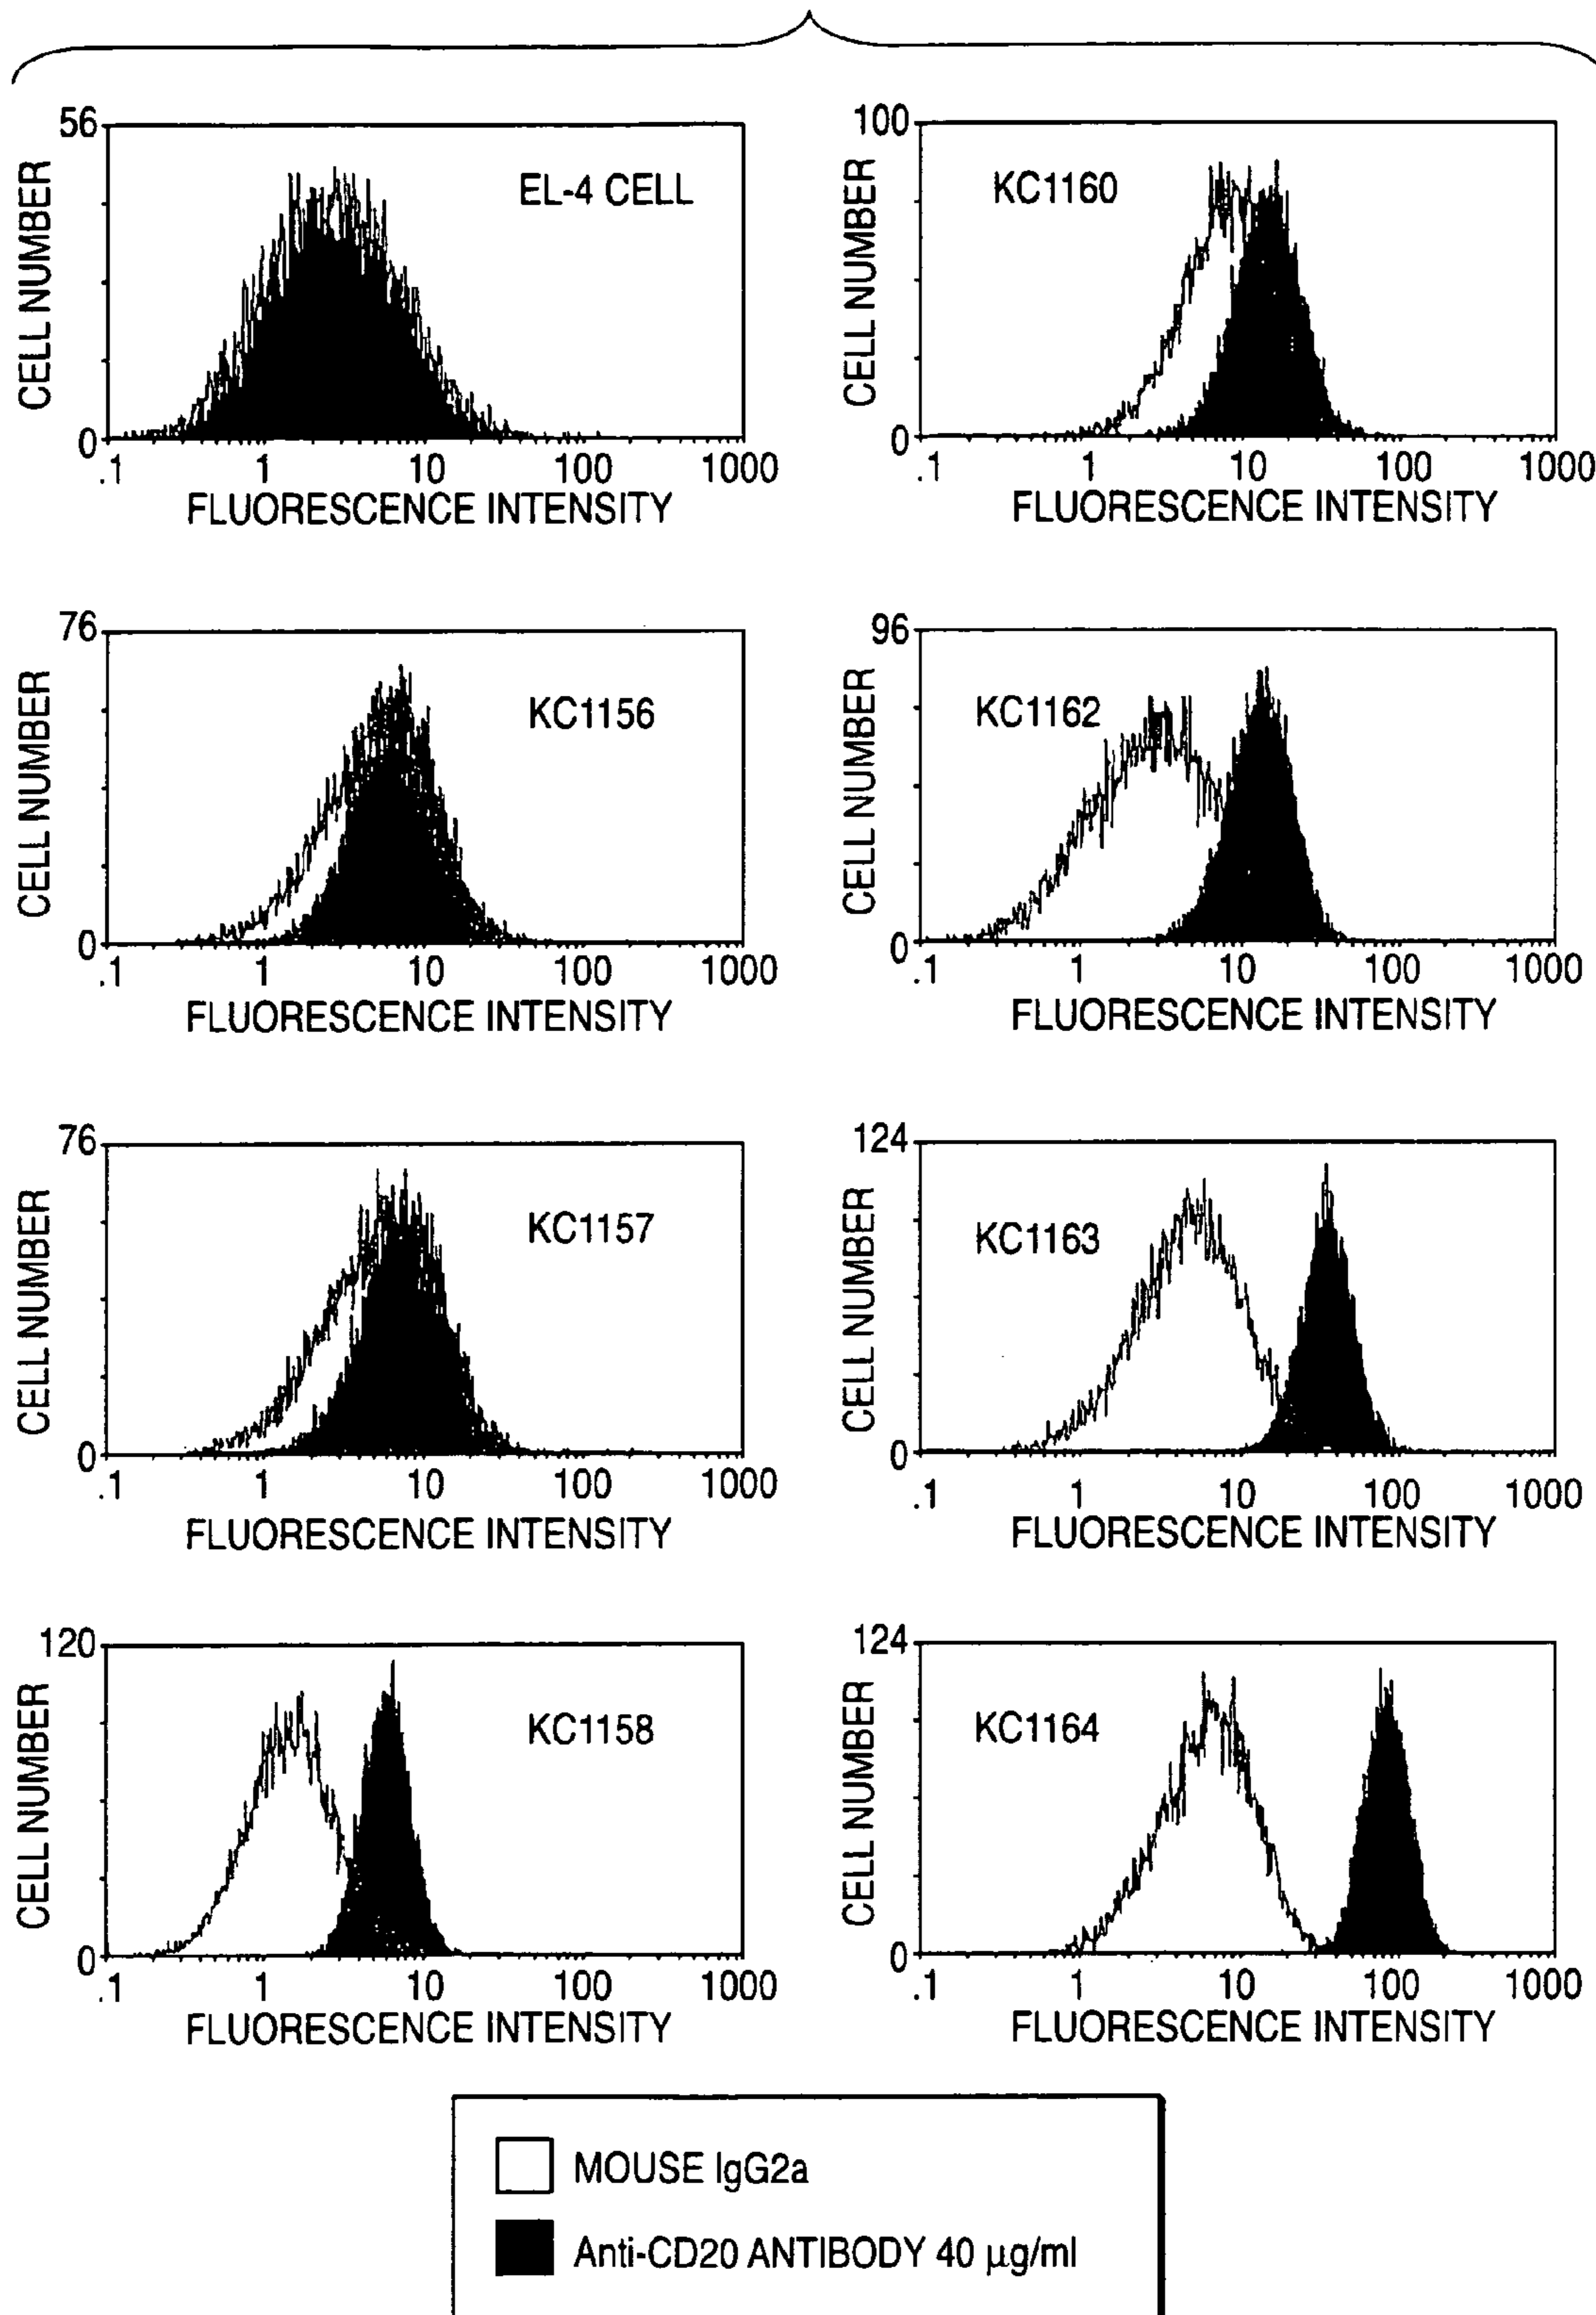 56
CELL NUMBER
EL-4 CELL
0
.1 1 10 100 1000
FLUORESCENCE INTENSITY
100
CELL NUMBER
KC1160
0
.1 1 10 100 1000
FLUORESCENCE INTENSITY
76
CELL NUMBER
KC1156
0
.1 1 10 100 1000
FLUORESCENCE INTENSITY
96
CELL NUMBER
KC1162
0
.1 1 10 100 1000
FLUORESCENCE INTENSITY
76
CELL NUMBER
KC1157
0
.1 1 10 100 1000
FLUORESCENCE INTENSITY
124
CELL NUMBER
KC1163
0
.1 1 10 100 1000
FLUORESCENCE INTENSITY
120
CELL NUMBER
KC1158
0
.1 1 10 100 1000
FLUORESCENCE INTENSITY
124
CELL NUMBER
KC1164
0
.1 1 10 100 1000
FLUORESCENCE INTENSITY
MOUSE IgG2a
Anti-CD20 ANTIBODY 40 μg/ml